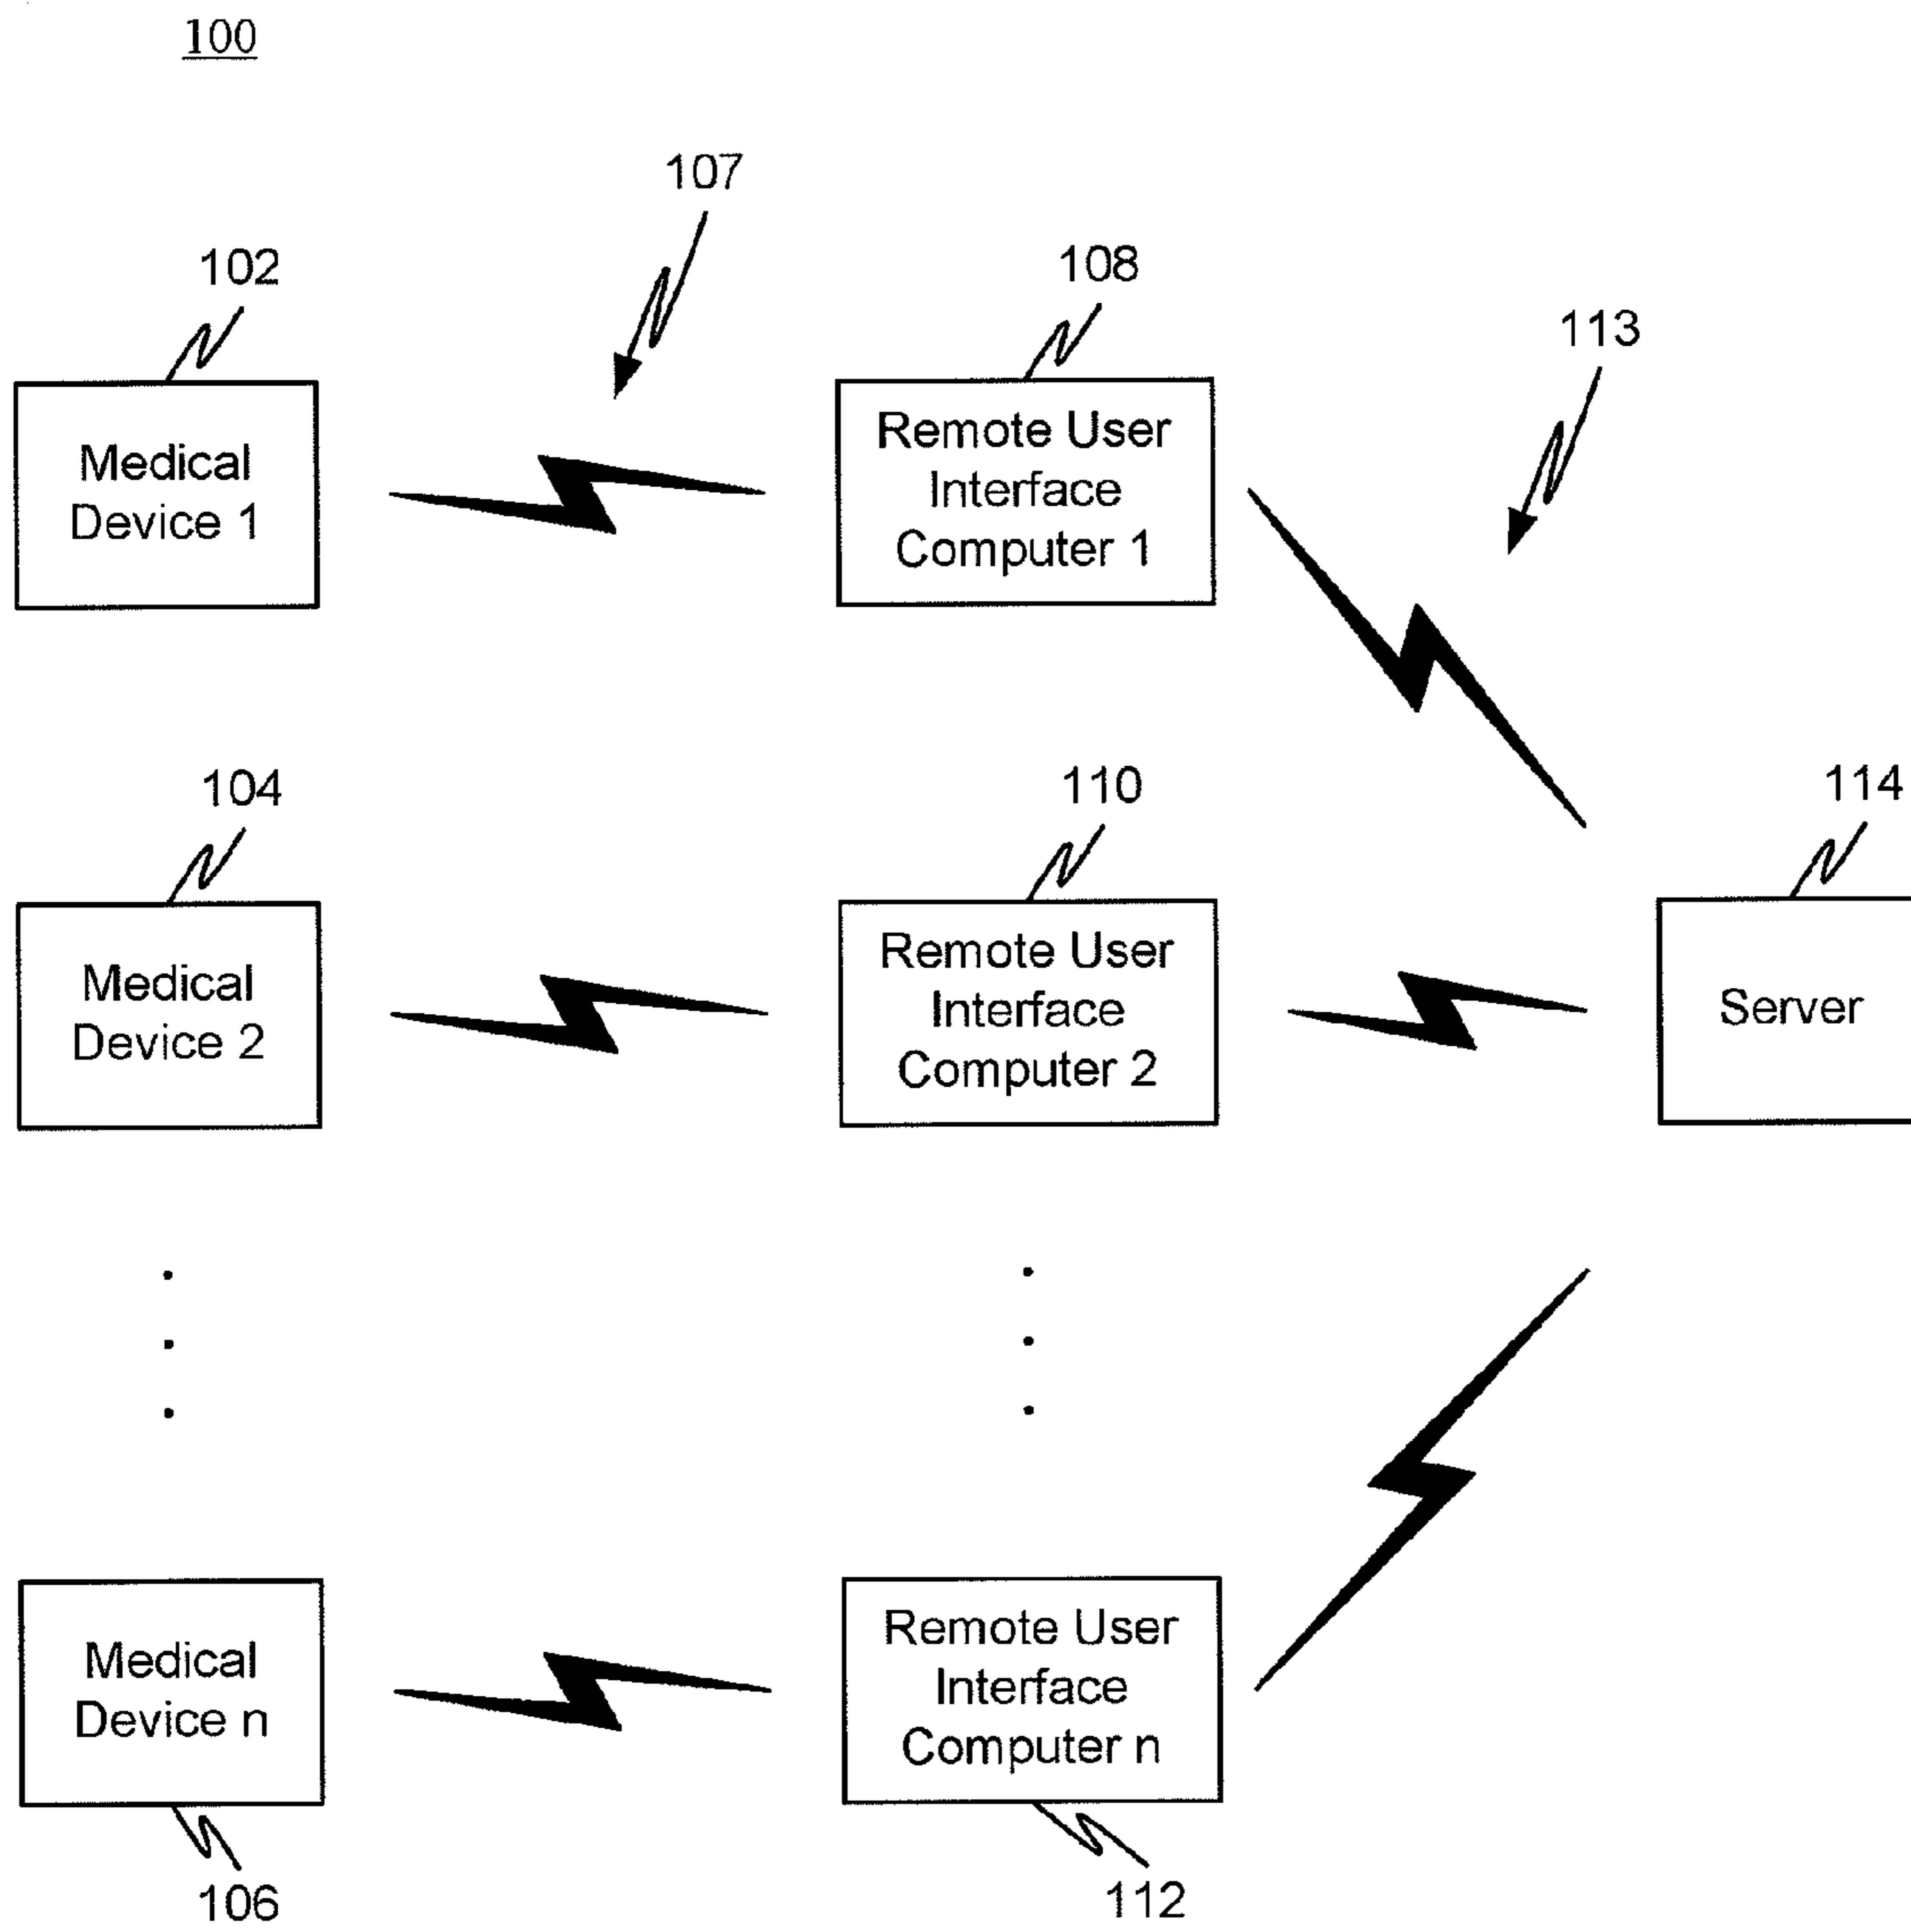 100
107
102
108
113
Medical
Device 1
Remote User
Interface
Computer 1
104
110
114
Medical
Device 2
Remote User
Interface
Computer 2
Server
Medical
Device n
Remote User
Interface
Computer n
106
112